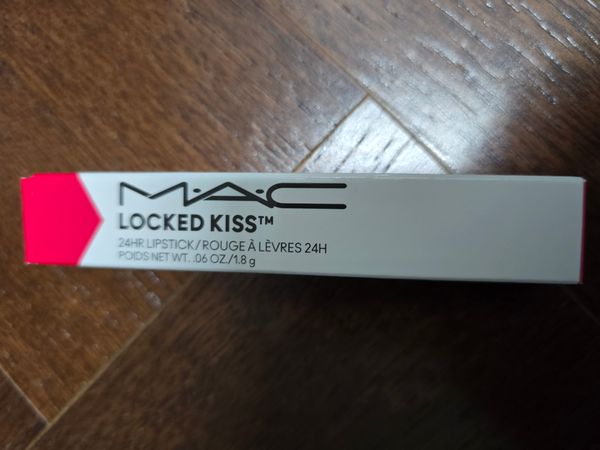 M·A·C
LOCKED KISS™
24HR LIPSTICK/ROUGE À LÈVRES 24H
POIDS NET WT. .06 OZ./1.8 g